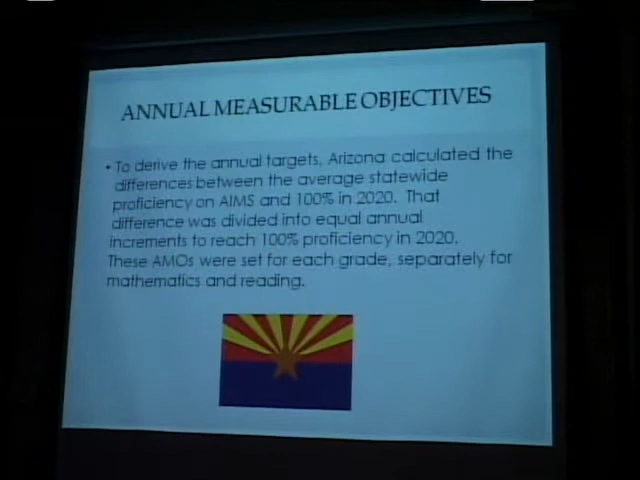 ANNUAL MEASURABLE OBJECTIVES
• To derive the annual targets, Arizona calculated the
differences between the average statewide
proficiency on AIMS and 100% in 2020. That
difference was divided into equal annual
increments to reach 100% proficiency in 2020.
These AMOs were set for each grade, separately for
mathematics and reading.